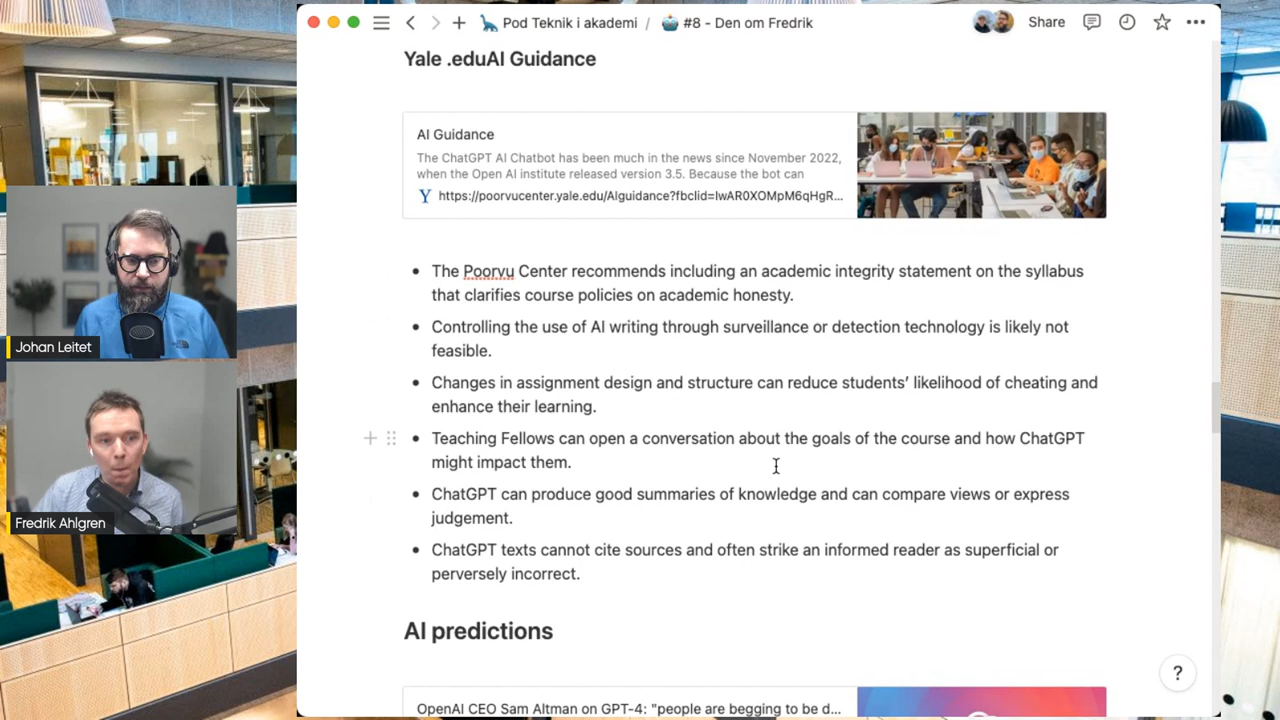 Pod Teknik i akademi / #8 - Den om Fredrik
Share
Yale .eduAI Guidance
AI Guidance
The ChatGPT AI Chatbot has been much in the news since November 2022,
when the Open AI institute released version 3.5. Because the bot can
Y https://poorvucenter.yale.edu/AIguidance?fbclid=IwAR0XOMpM6qHgR...
• The Poorvu Center recommends including an academic integrity statement on the syllabus
that clarifies course policies on academic honesty.
• Controlling the use of AI writing through surveillance or detection technology is likely not
feasible.
• Changes in assignment design and structure can reduce students’ likelihood of cheating and
enhance their learning.
• Teaching Fellows can open a conversation about the goals of the course and how ChatGPT
might impact them.
• ChatGPT can produce good summaries of knowledge and can compare views or express
judgement.
• ChatGPT texts cannot cite sources and often strike an informed reader as superficial or
perversely incorrect.
AI predictions
OpenAI CEO Sam Altman on GPT-4: "people are begging to be d...
?
Johan Leitet
Fredrik Ahlgren